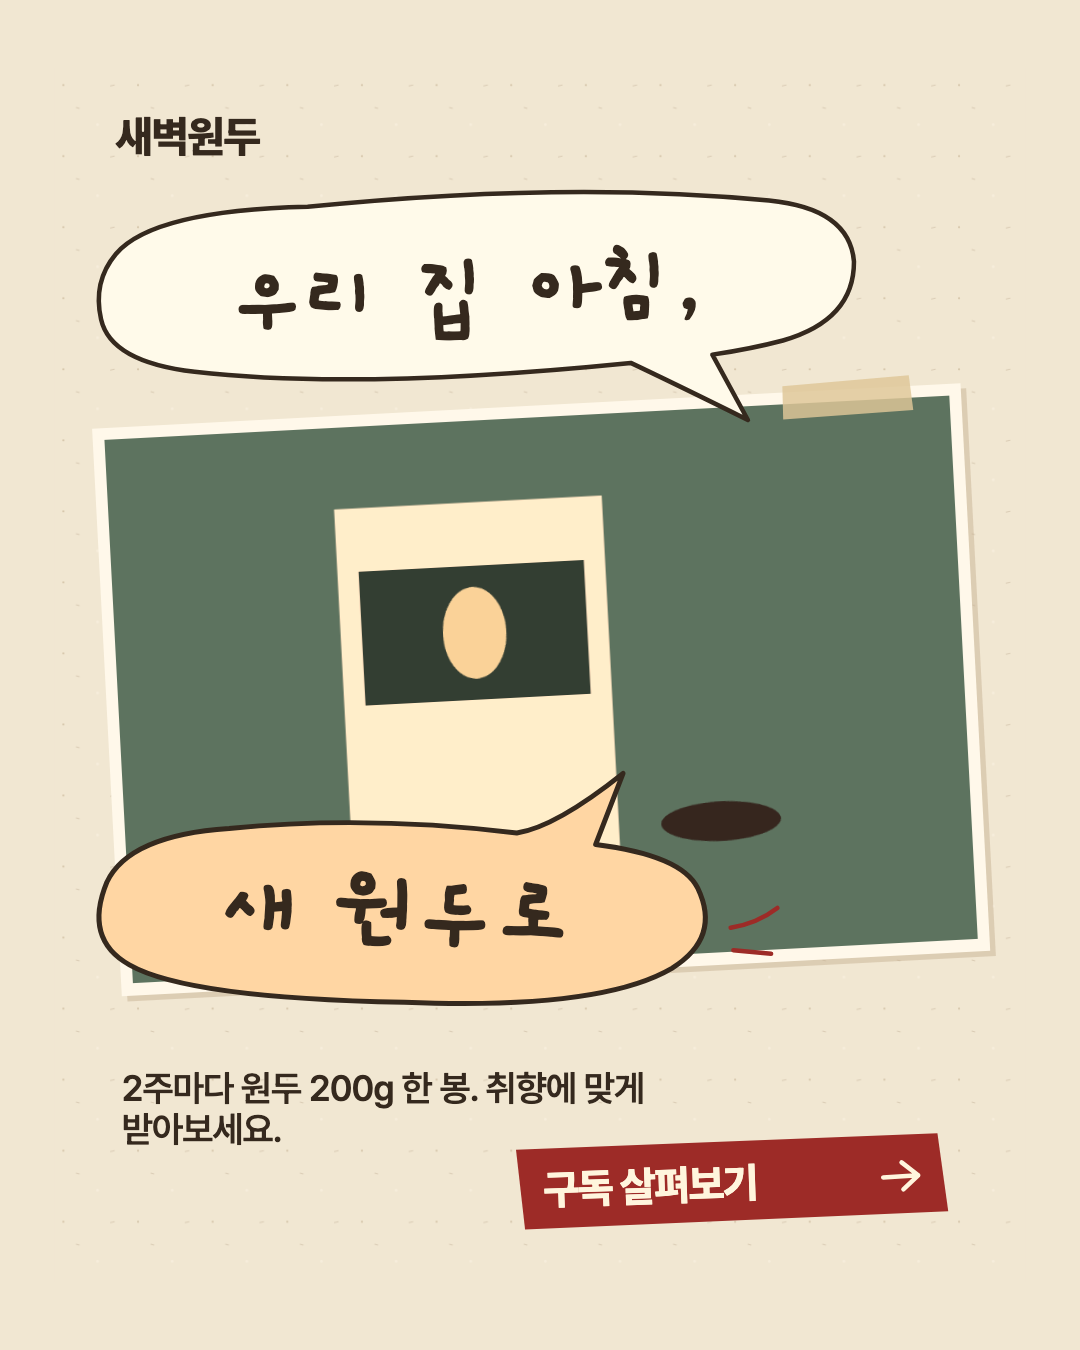 새벽원두
우리 집 아침,
새 원두로
2주마다 원두 200g 한 봉. 취향에 맞게
받아보세요.
구독 살펴보기 →